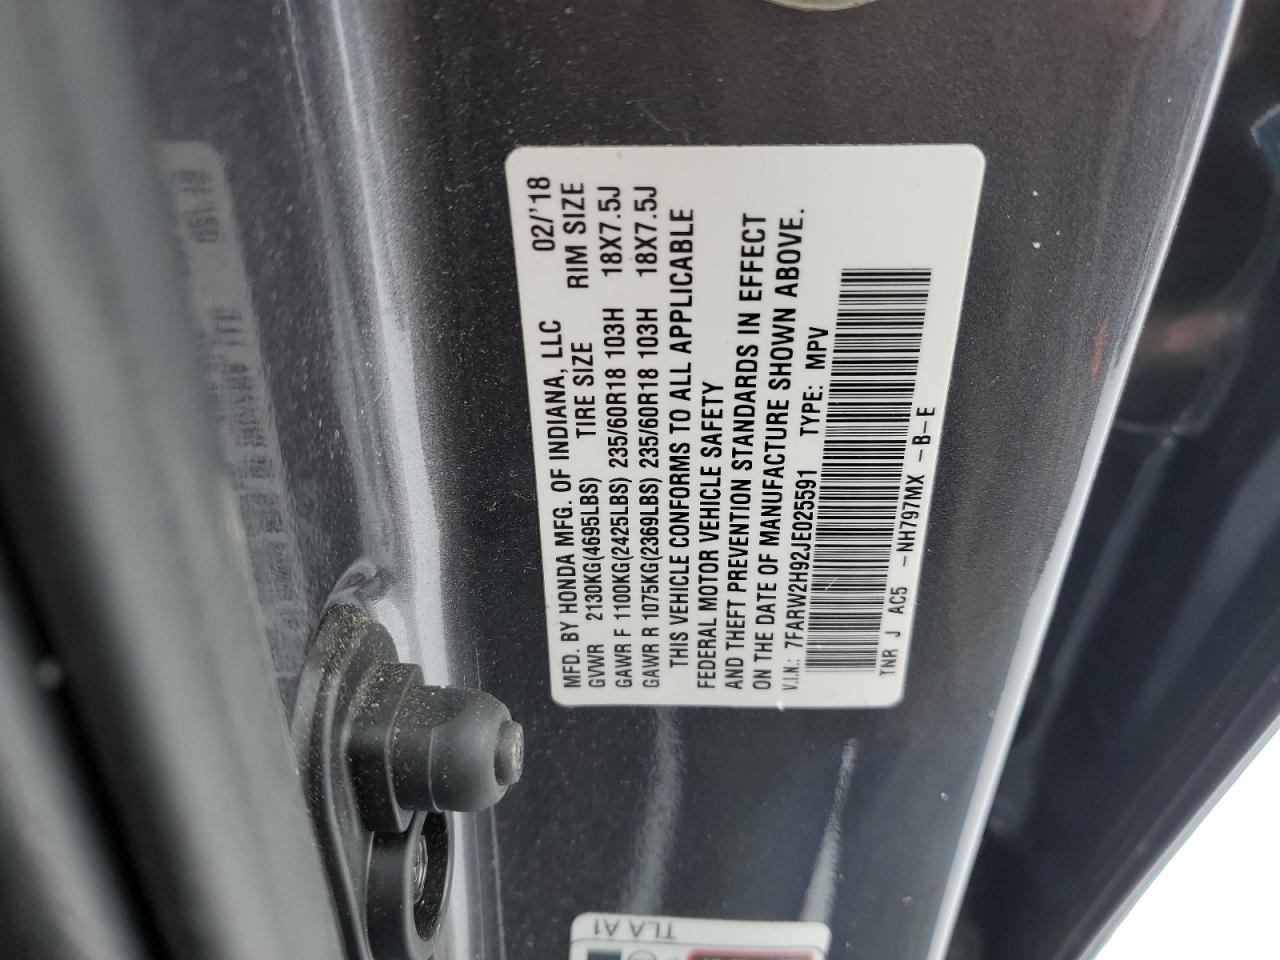 MFD. BY HONDA MFG. OF INDIANA, LLC 02/'18
GVWR 2130KG(4695LBS) TIRE SIZE RIM SIZE
GAWR F 1100KG(2425LBS) 235/60R18 103H 18X7.5J
GAWR R 1075KG(2369LBS) 235/60R18 103H 18X7.5J
THIS VEHICLE CONFORMS TO ALL APPLICABLE
FEDERAL MOTOR VEHICLE SAFETY
AND THEFT PREVENTION STANDARDS IN EFFECT
ON THE DATE OF MANUFACTURE SHOWN ABOVE.
V.I.N.: 7FARW2H92JE025591 TYPE: MPV
TNR J AC5 -NH797MX -B-E
TLA A1